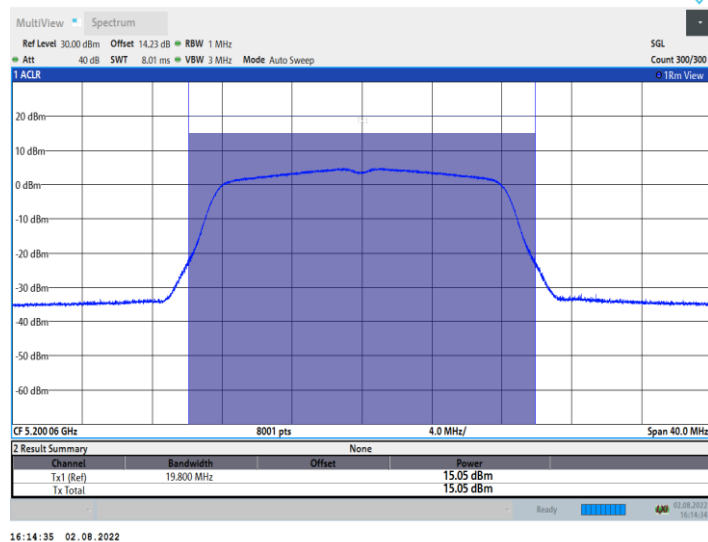 MultiView Spectrum
Ref Level 30.00 dBm Offset 14.23 dB RBW 1 MHz SGL
Att 40 dB SWT 8.01 ms VBW 3 MHz Mode Auto Sweep Count 300/300
1 ACLR 1Rm View
20 dBm
10 dBm
0 dBm
-10 dBm
-20 dBm
-30 dBm
-40 dBm
-50 dBm
-60 dBm
CF 5.20006 GHz 8001 pts 4.0 MHz/ Span 40.0 MHz
2 Result Summary None
Channel Bandwidth Offset Power
Tx1 (Ref) 19.800 MHz 15.05 dBm
Tx Total 15.05 dBm
Ready 02.08.2022
16:14:34
16:14:35 02.08.2022